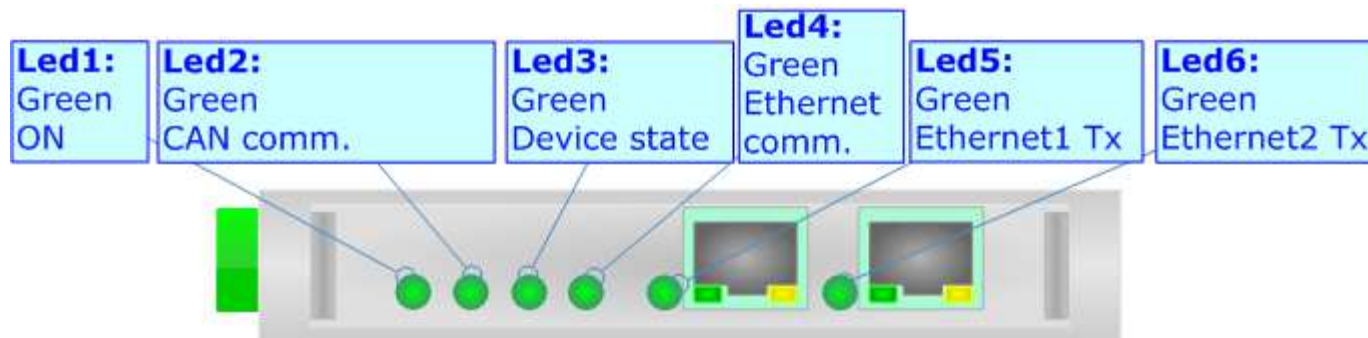 Led1:
Green
ON
Led2:
Green
CAN comm.
Led3:
Green
Device state
Led4:
Green
Ethernet
comm.
Led5:
Green
Ethernet1 Tx
Led6:
Green
Ethernet2 Tx